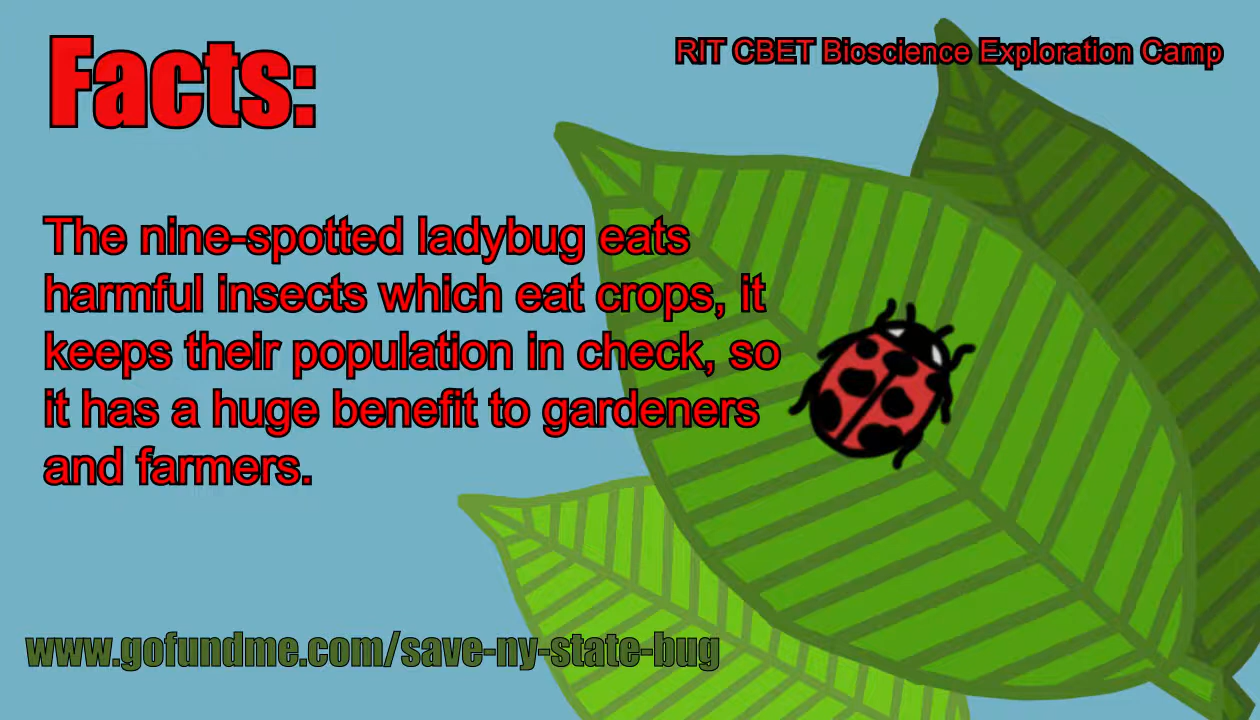 Facts:
RIT CBET Bioscience Exploration Camp
The nine-spotted ladybug eats
harmful insects which eat crops, it
keeps their population in check, so
it has a huge benefit to gardeners
and farmers.
www.gofundme.com/save-ny-state-bug